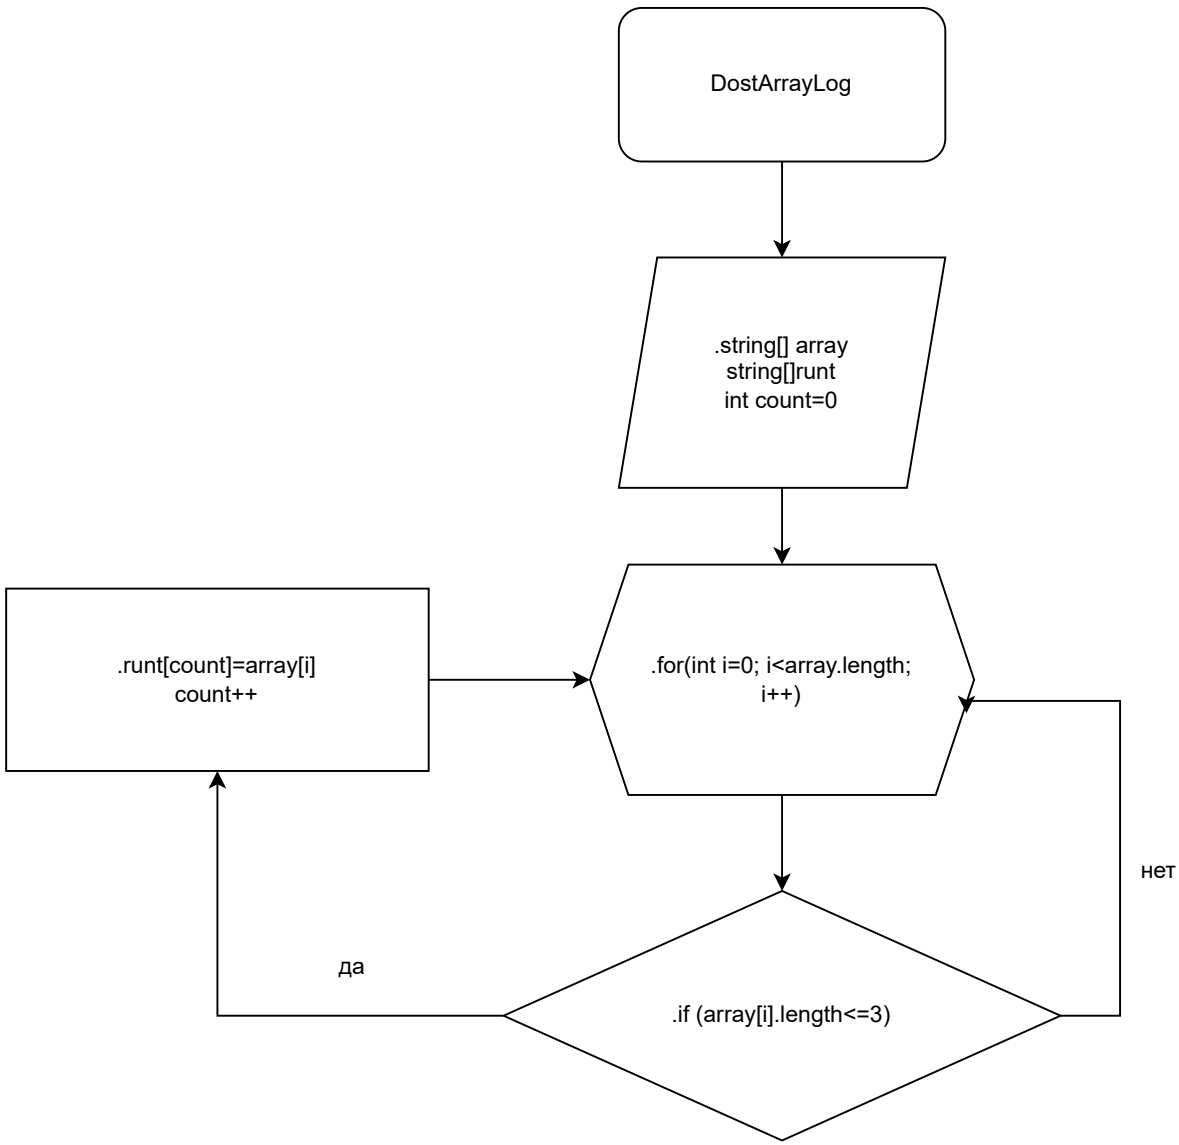 DostArrayLog
.string[] array
string[]runt
int count=0
.runt[count]=array[i]
count++
.for(int i=0; i<array.length;
i++)
нет
да
.if (array[i].length<=3)